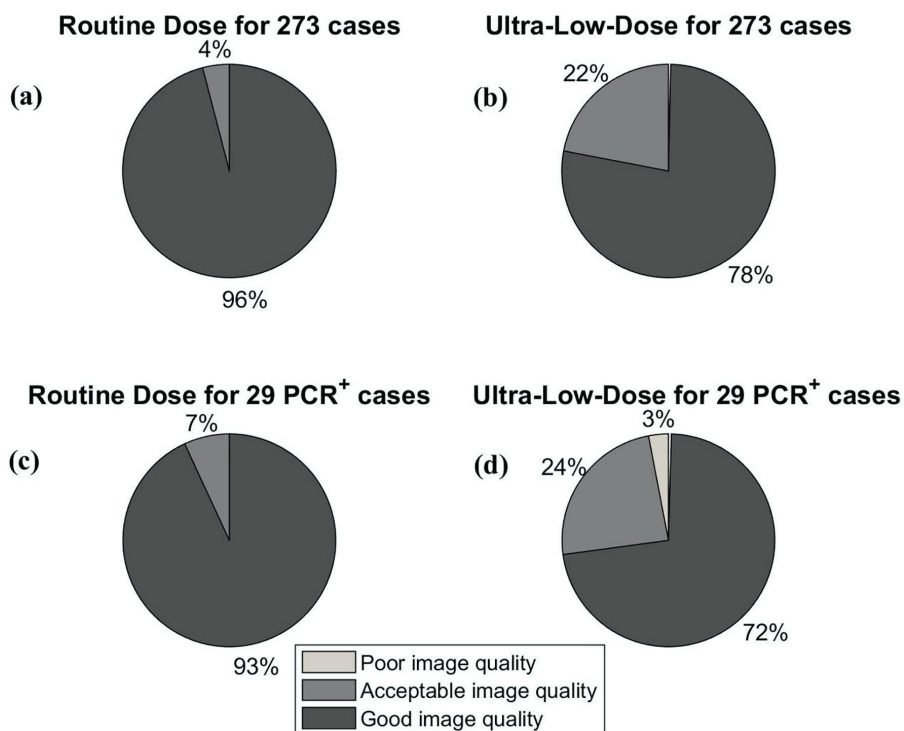 Routine Dose for 273 cases
4%
(a)
96%
Ultra-Low-Dose for 273 cases
22%
(b)
78%
Routine Dose for 29 PCR+ cases
7%
(c)
93%
Ultra-Low-Dose for 29 PCR+ cases
3%
24%
(d)
72%
Poor image quality
Acceptable image quality
Good image quality